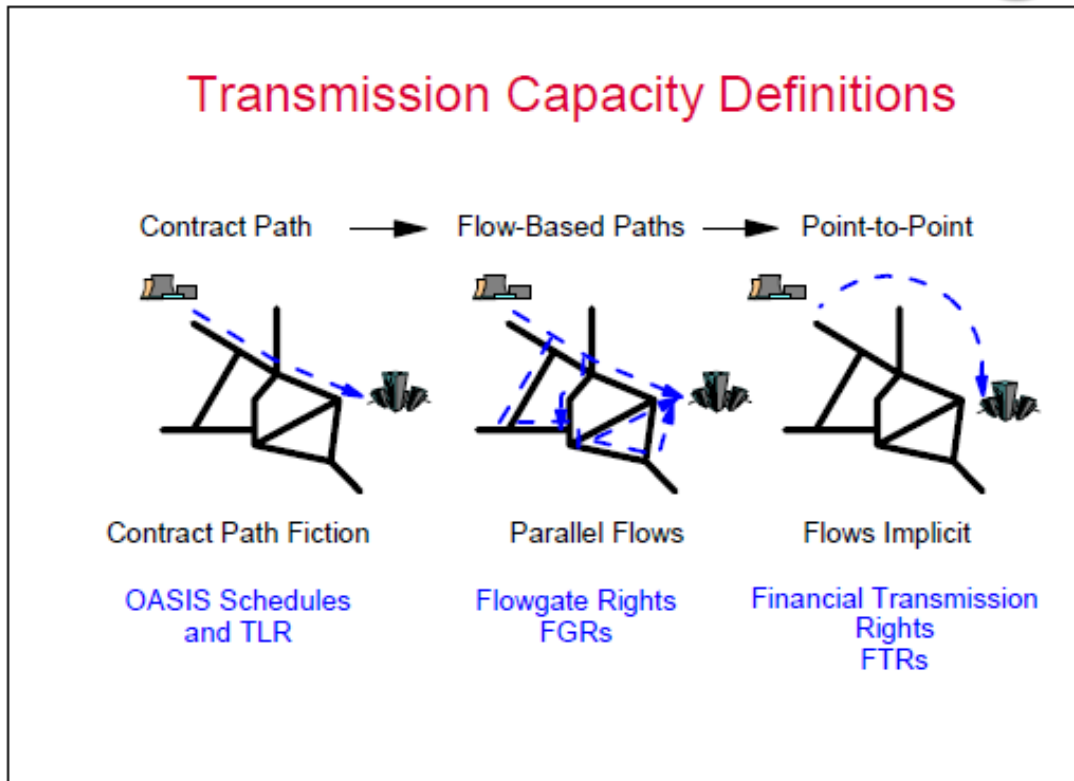 Transmission Capacity Definitions
Contract Path
Flow-Based Paths
Point-to-Point
Contract Path Fiction
Parallel Flows
Flows Implicit
OASIS Schedules
and TLR
Flowgate Rights
FGRs
Financial Transmission
Rights
FTRs